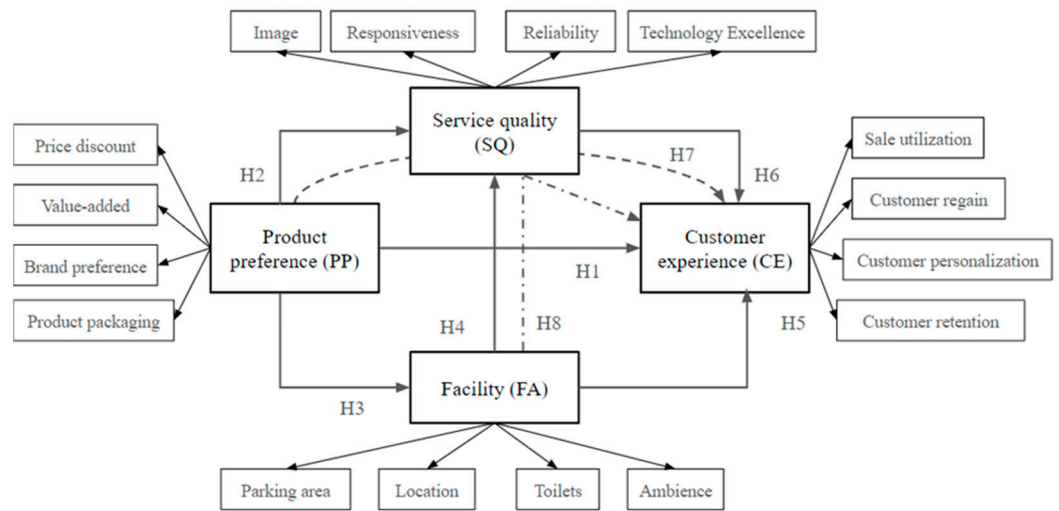 Image
Responsiveness
Reliability
Technology Excellence
Service quality
(SQ)
Price discount
Value-added
Brand preference
Product packaging
H2
H7
H6
Sale utilization
Customer regain
Customer personalization
Customer retention
Product
preference (PP)
Customer
experience (CE)
H1
H4
H8
H5
H3
Facility (FA)
Parking area
Location
Toilets
Ambience